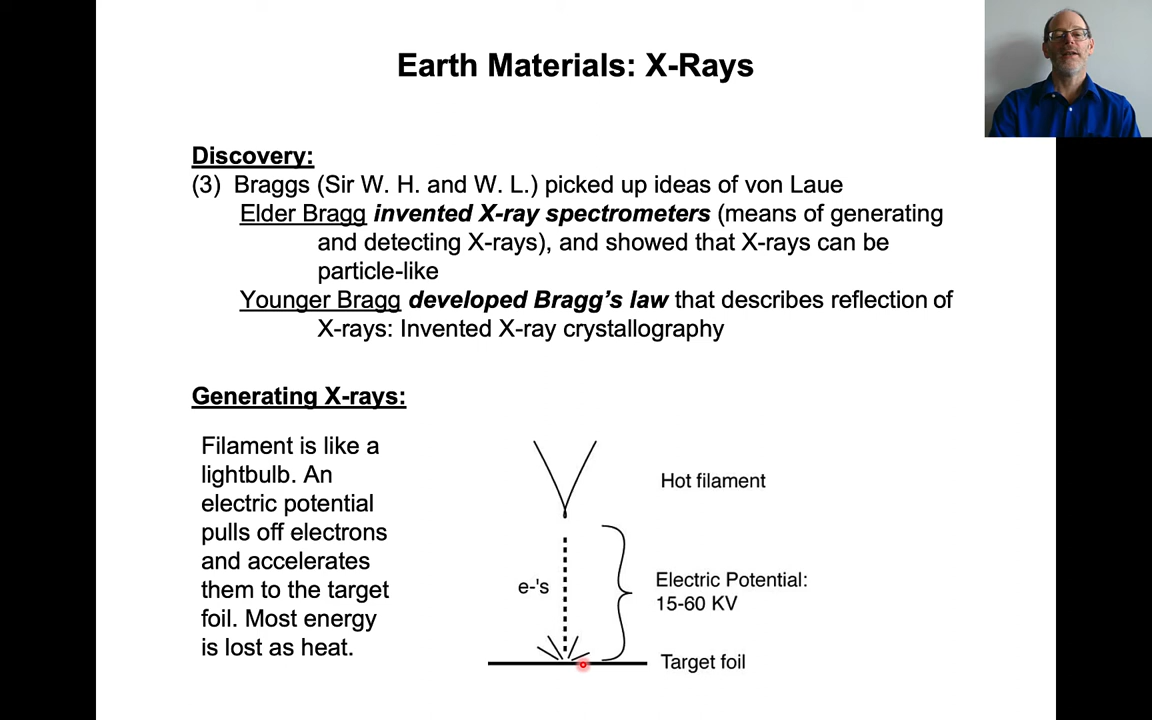 Earth Materials: X-Rays
Discovery:
(3) Braggs (Sir W. H. and W. L.) picked up ideas of von Laue
Elder Bragg invented X-ray spectrometers (means of generating
and detecting X-rays), and showed that X-rays can be
particle-like
Younger Bragg developed Bragg’s law that describes reflection of
X-rays: Invented X-ray crystallography
Generating X-rays:
Filament is like a
lightbulb. An
electric potential
pulls off electrons
and accelerates
them to the target
foil. Most energy
is lost as heat.
Hot filament
e-'s
Electric Potential:
15-60 KV
Target foil